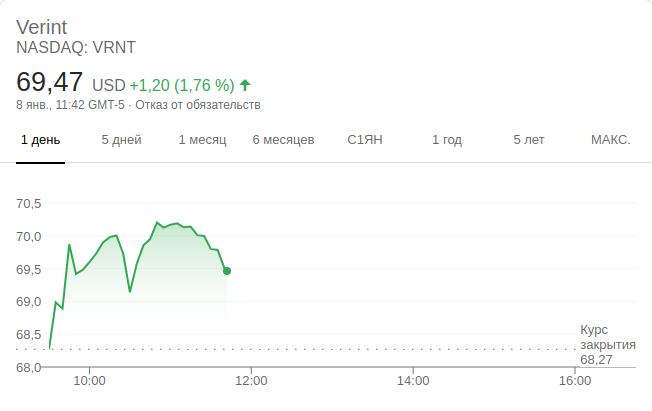 Verint
NASDAQ: VRNT
69,47 USD +1,20 (1,76 %)
8 янв., 11:42 GMT-5 · Отказ от обязательств
1 день 5 дней 1 месяц 6 месяцев С1ЯН 1 год 5 лет МАКС.
70,5
70,0
69,5
69,0
68,5
68,0
Курс
закрытия
68,27
10:00 12:00 14:00 16:00